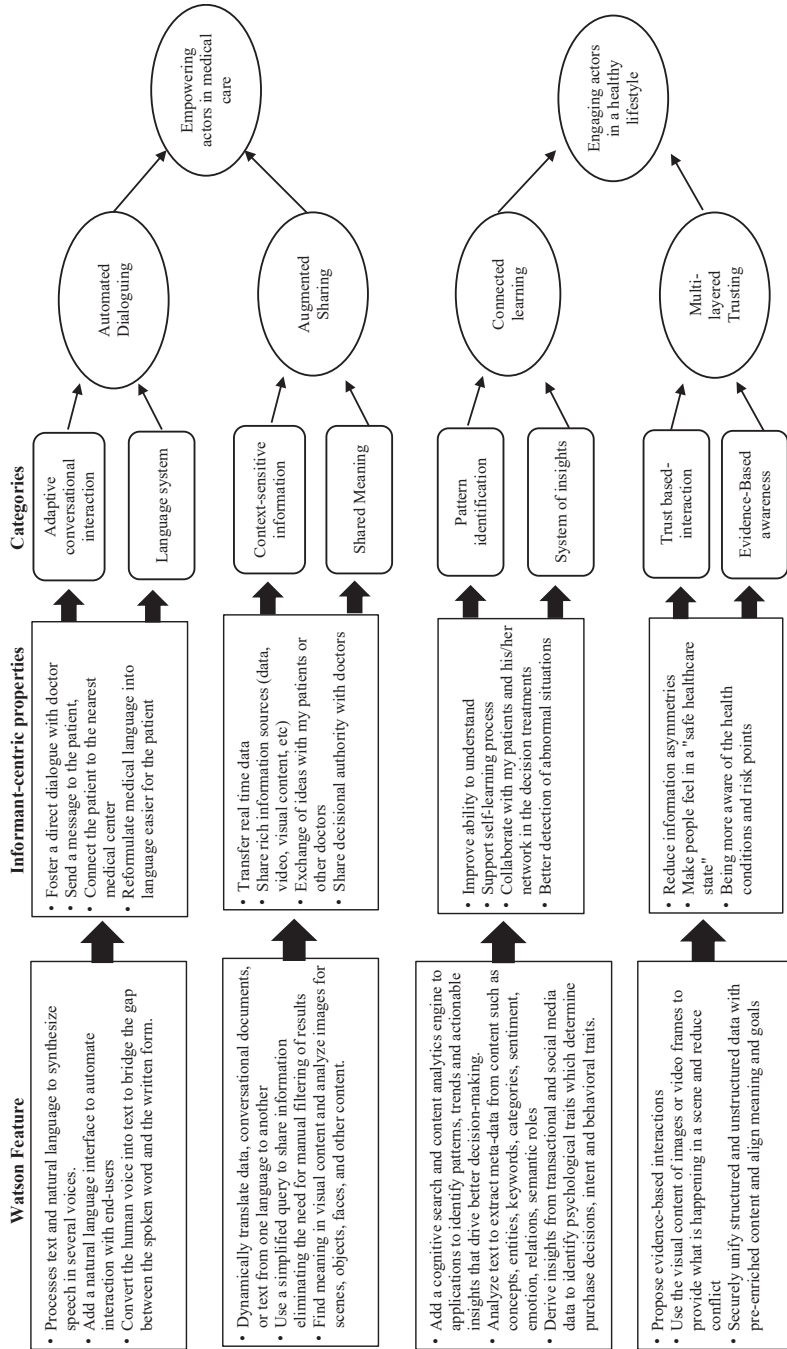 Watson Feature
Informant-centric properties
Categories
• Processes text and natural language to synthesize
speech in several voices.
• Add a natural language interface to automate
interaction with end-users
• Convert the human voice into text to bridge the gap
between the spoken word and the written form.
• Foster a direct dialogue with doctor
• Send a message to the patient,
• Connect the patient to the nearest
medical center
• Reformulate medical language into
language easier for the patient
Adaptive
conversational
interaction
Language system
Automated
Dialoguing
Empowering
actors in medical
care
• Dynamically translate data, conversational documents,
or text from one language to another
• Use a simplified query to share information
eliminating the need for manual filtering of results
• Find meaning in visual content and analyze images for
scenes, objects, faces, and other content.
• Transfer real time data
• Share rich information sources (data,
video, visual content, etc)
• Exchange of ideas with my patients or
other doctors
• Share decisional authority with doctors
Context-sensitive
information
Shared Meaning
Augmented
Sharing
• Add a cognitive search and content analytics engine to
applications to identify patterns, trends and actionable
insights that drive better decision-making.
• Analyze text to extract meta-data from content such as
concepts, entities, keywords, categories, sentiment,
emotion, relations, semantic roles
• Derive insights from transactional and social media
data to identify psychological traits which determine
purchase decisions, intent and behavioral traits.
• Improve ability to understand
• Support self-learning process
• Collaborate with my patients and his/her
network in the decision treatments
• Better detection of abnormal situations
Pattern
identification
System of insights
Connected
learning
Engaging actors
in a healthy
lifestyle
• Propose evidence-based interactions
• Use the visual content of images or video frames to
provide what is happening in a scene and reduce
conflict
• Securely unify structured and unstructured data with
pre-enriched content and align meaning and goals
• Reduce information asymmetries
• Make people feel in a "safe healthcare
state"
• Being more aware of the health
conditions and risk points
Trust based-
interaction
Evidence-Based
awareness
Multi-
layered
Trusting